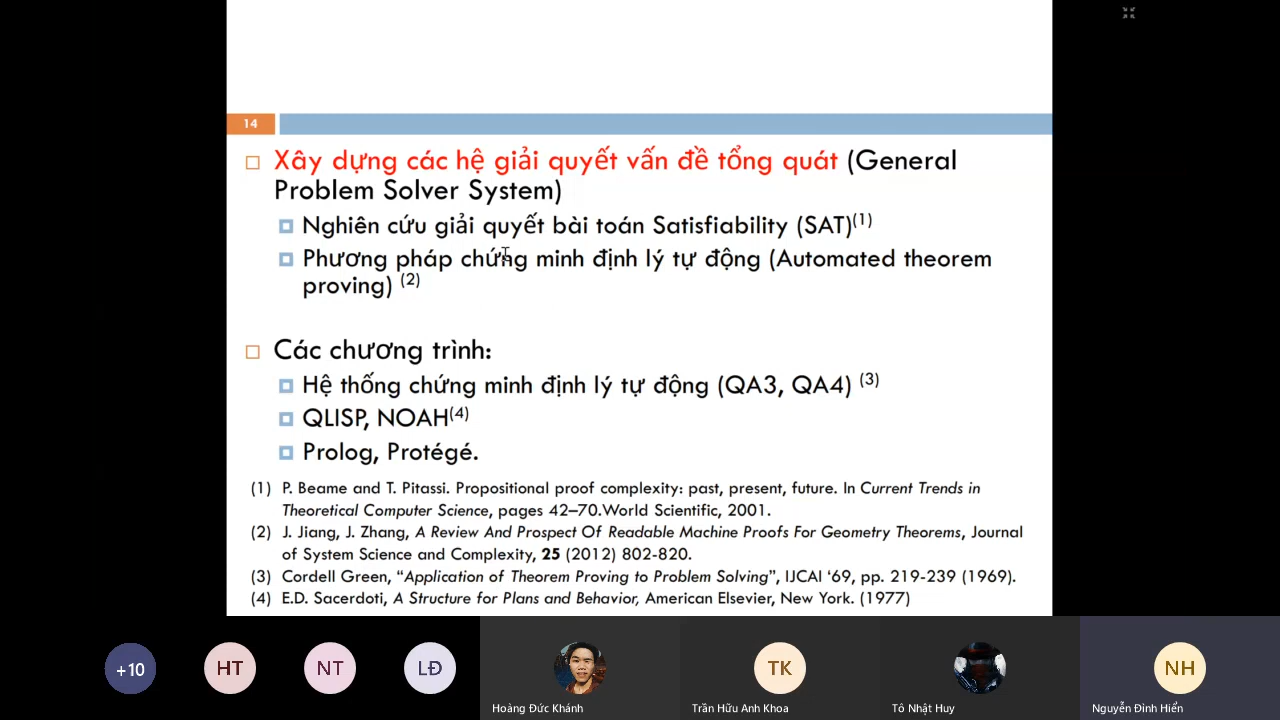 14
Xây dựng các hệ giải quyết vấn đề tổng quát (General
Problem Solver System)
Nghiên cứu giải quyết bài toán Satisfiability (SAT)(1)
Phương pháp chứng minh định lý tự động (Automated theorem
proving) (2)
Các chương trình:
Hệ thống chứng minh định lý tự động (QA3, QA4) (3)
QLISP, NOAH(4)
Prolog, Protégé.
(1) P. Beame and T. Pitassi. Propositional proof complexity: past, present, future. In Current Trends in
Theoretical Computer Science, pages 42–70.World Scientific, 2001.
(2) J. Jiang, J. Zhang, A Review And Prospect Of Readable Machine Proofs For Geometry Theorems, Journal
of System Science and Complexity, 25 (2012) 802-820.
(3) Cordell Green, “Application of Theorem Proving to Problem Solving”, IJCAI ‘69, pp. 219-239 (1969).
(4) E.D. Sacerdoti, A Structure for Plans and Behavior, American Elsevier, New York. (1977)
+10 HT NT LĐ TK NH
Hoàng Đức Khánh Trần Hữu Anh Khoa Tô Nhật Huy Nguyễn Đình Hiển